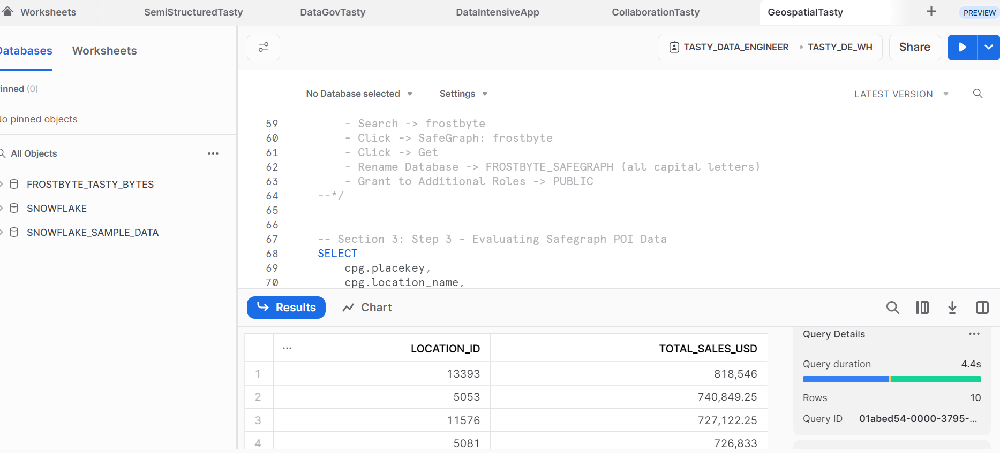 Worksheets SemiStructuredTasty DataGovTasty DataIntensiveApp CollaborationTasty GeospatialTasty + PREVIEW
Databases Worksheets
TASTY_DATA_ENGINEER • TASTY_DE_WH Share
inned (0)
No pinned objects
All Objects ...
FROSTBYTE_TASTY_BYTES
SNOWFLAKE
SNOWFLAKE_SAMPLE_DATA
No Database selected Settings LATEST VERSION
59 - Search -> frostbyte
60 - Click -> SafeGraph: frostbyte
61 - Click -> Get
62 - Rename Database -> FROSTBYTE_SAFEGRAPH (all capital letters)
63 - Grant to Additional Roles -> PUBLIC
64 --*/
65
66
67 -- Section 3: Step 3 - Evaluating Safegraph POI Data
68 SELECT
69 cpg.placekey,
70 cpg.location_name,
Results Chart
... LOCATION_ID TOTAL_SALES_USD
1 13393 818,546
2 5053 740,849.25
3 11576 727,122.25
4 5081 726,833
Query Details ...
Query duration 4.4s
Rows 10
Query ID 01abed54-0000-3795-...